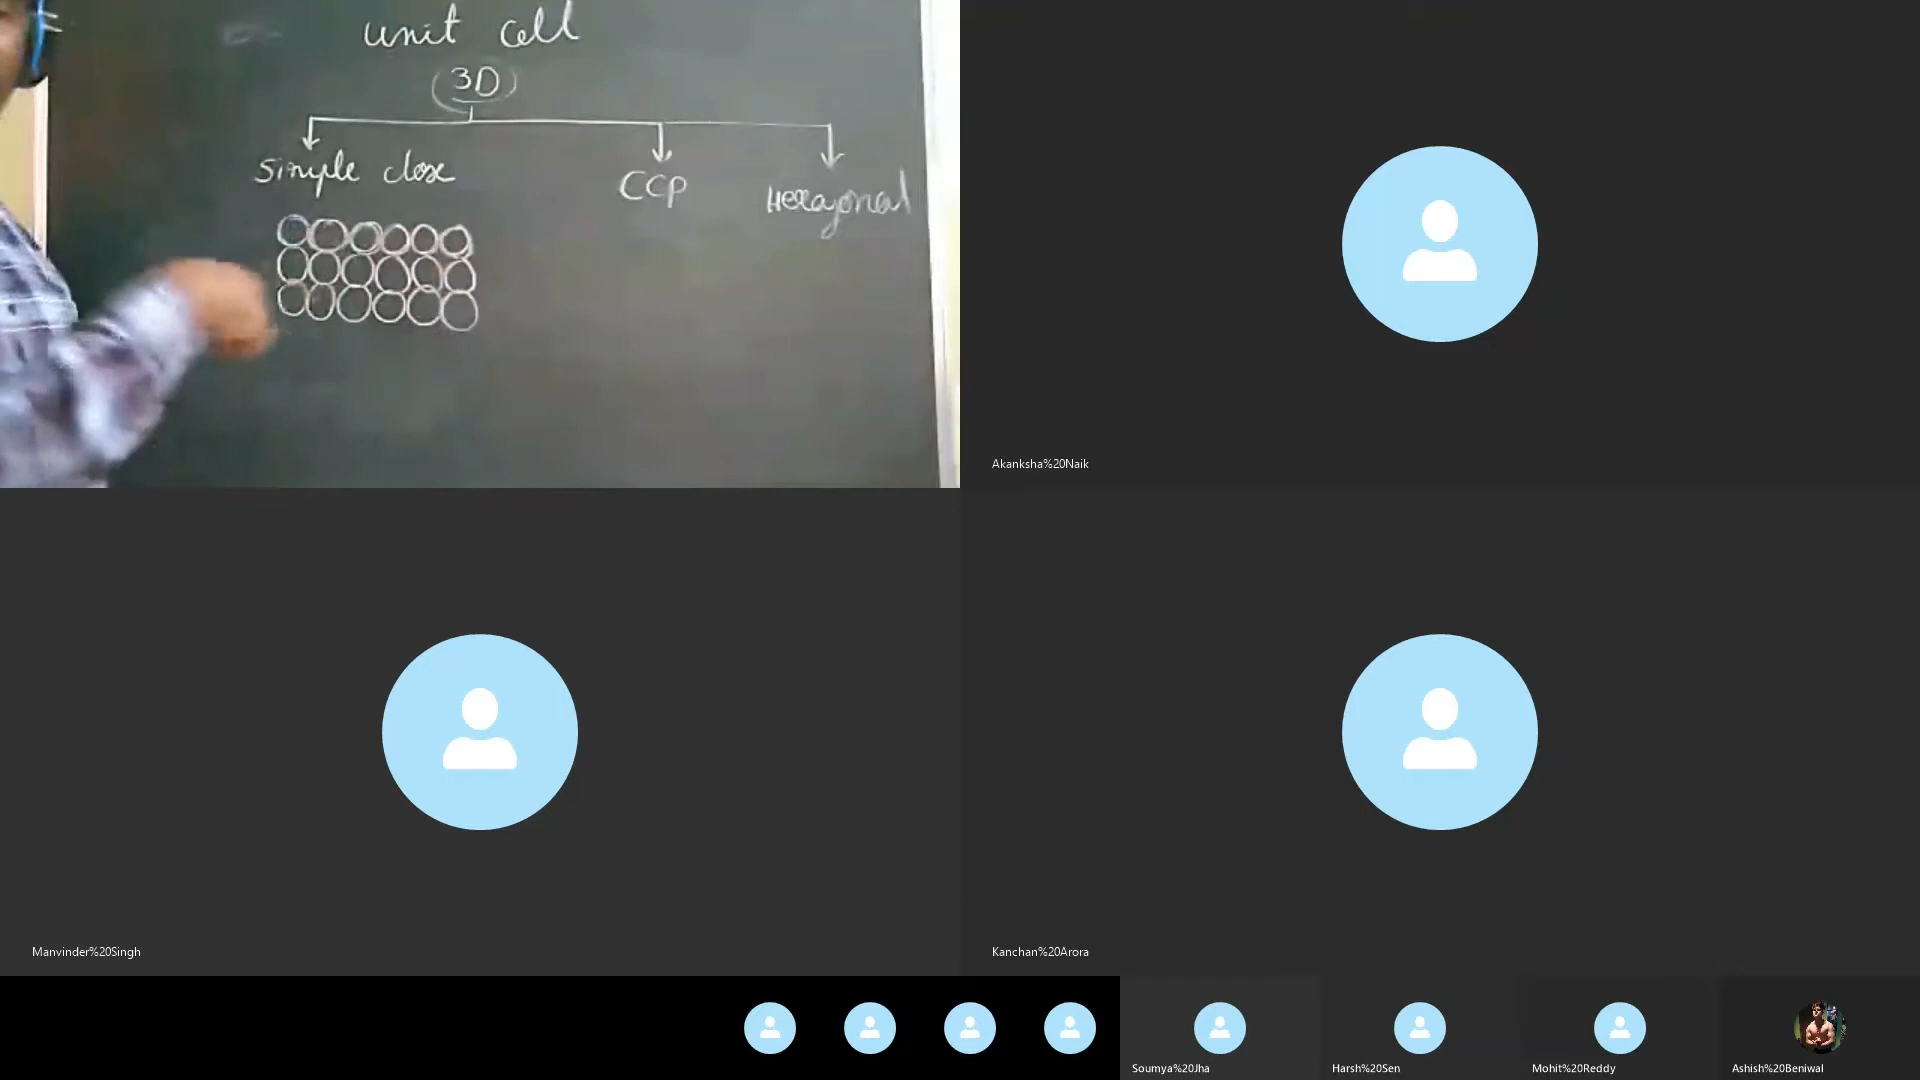 unit cell
(3D)
simple close
CCP
Hexagonal
Akanksha%20Naik
Manvinder%20Singh
Kanchan%20Arora
Soumya%20Jha
Harsh%20Sen
Mohit%20Reddy
Ashish%20Beniwal